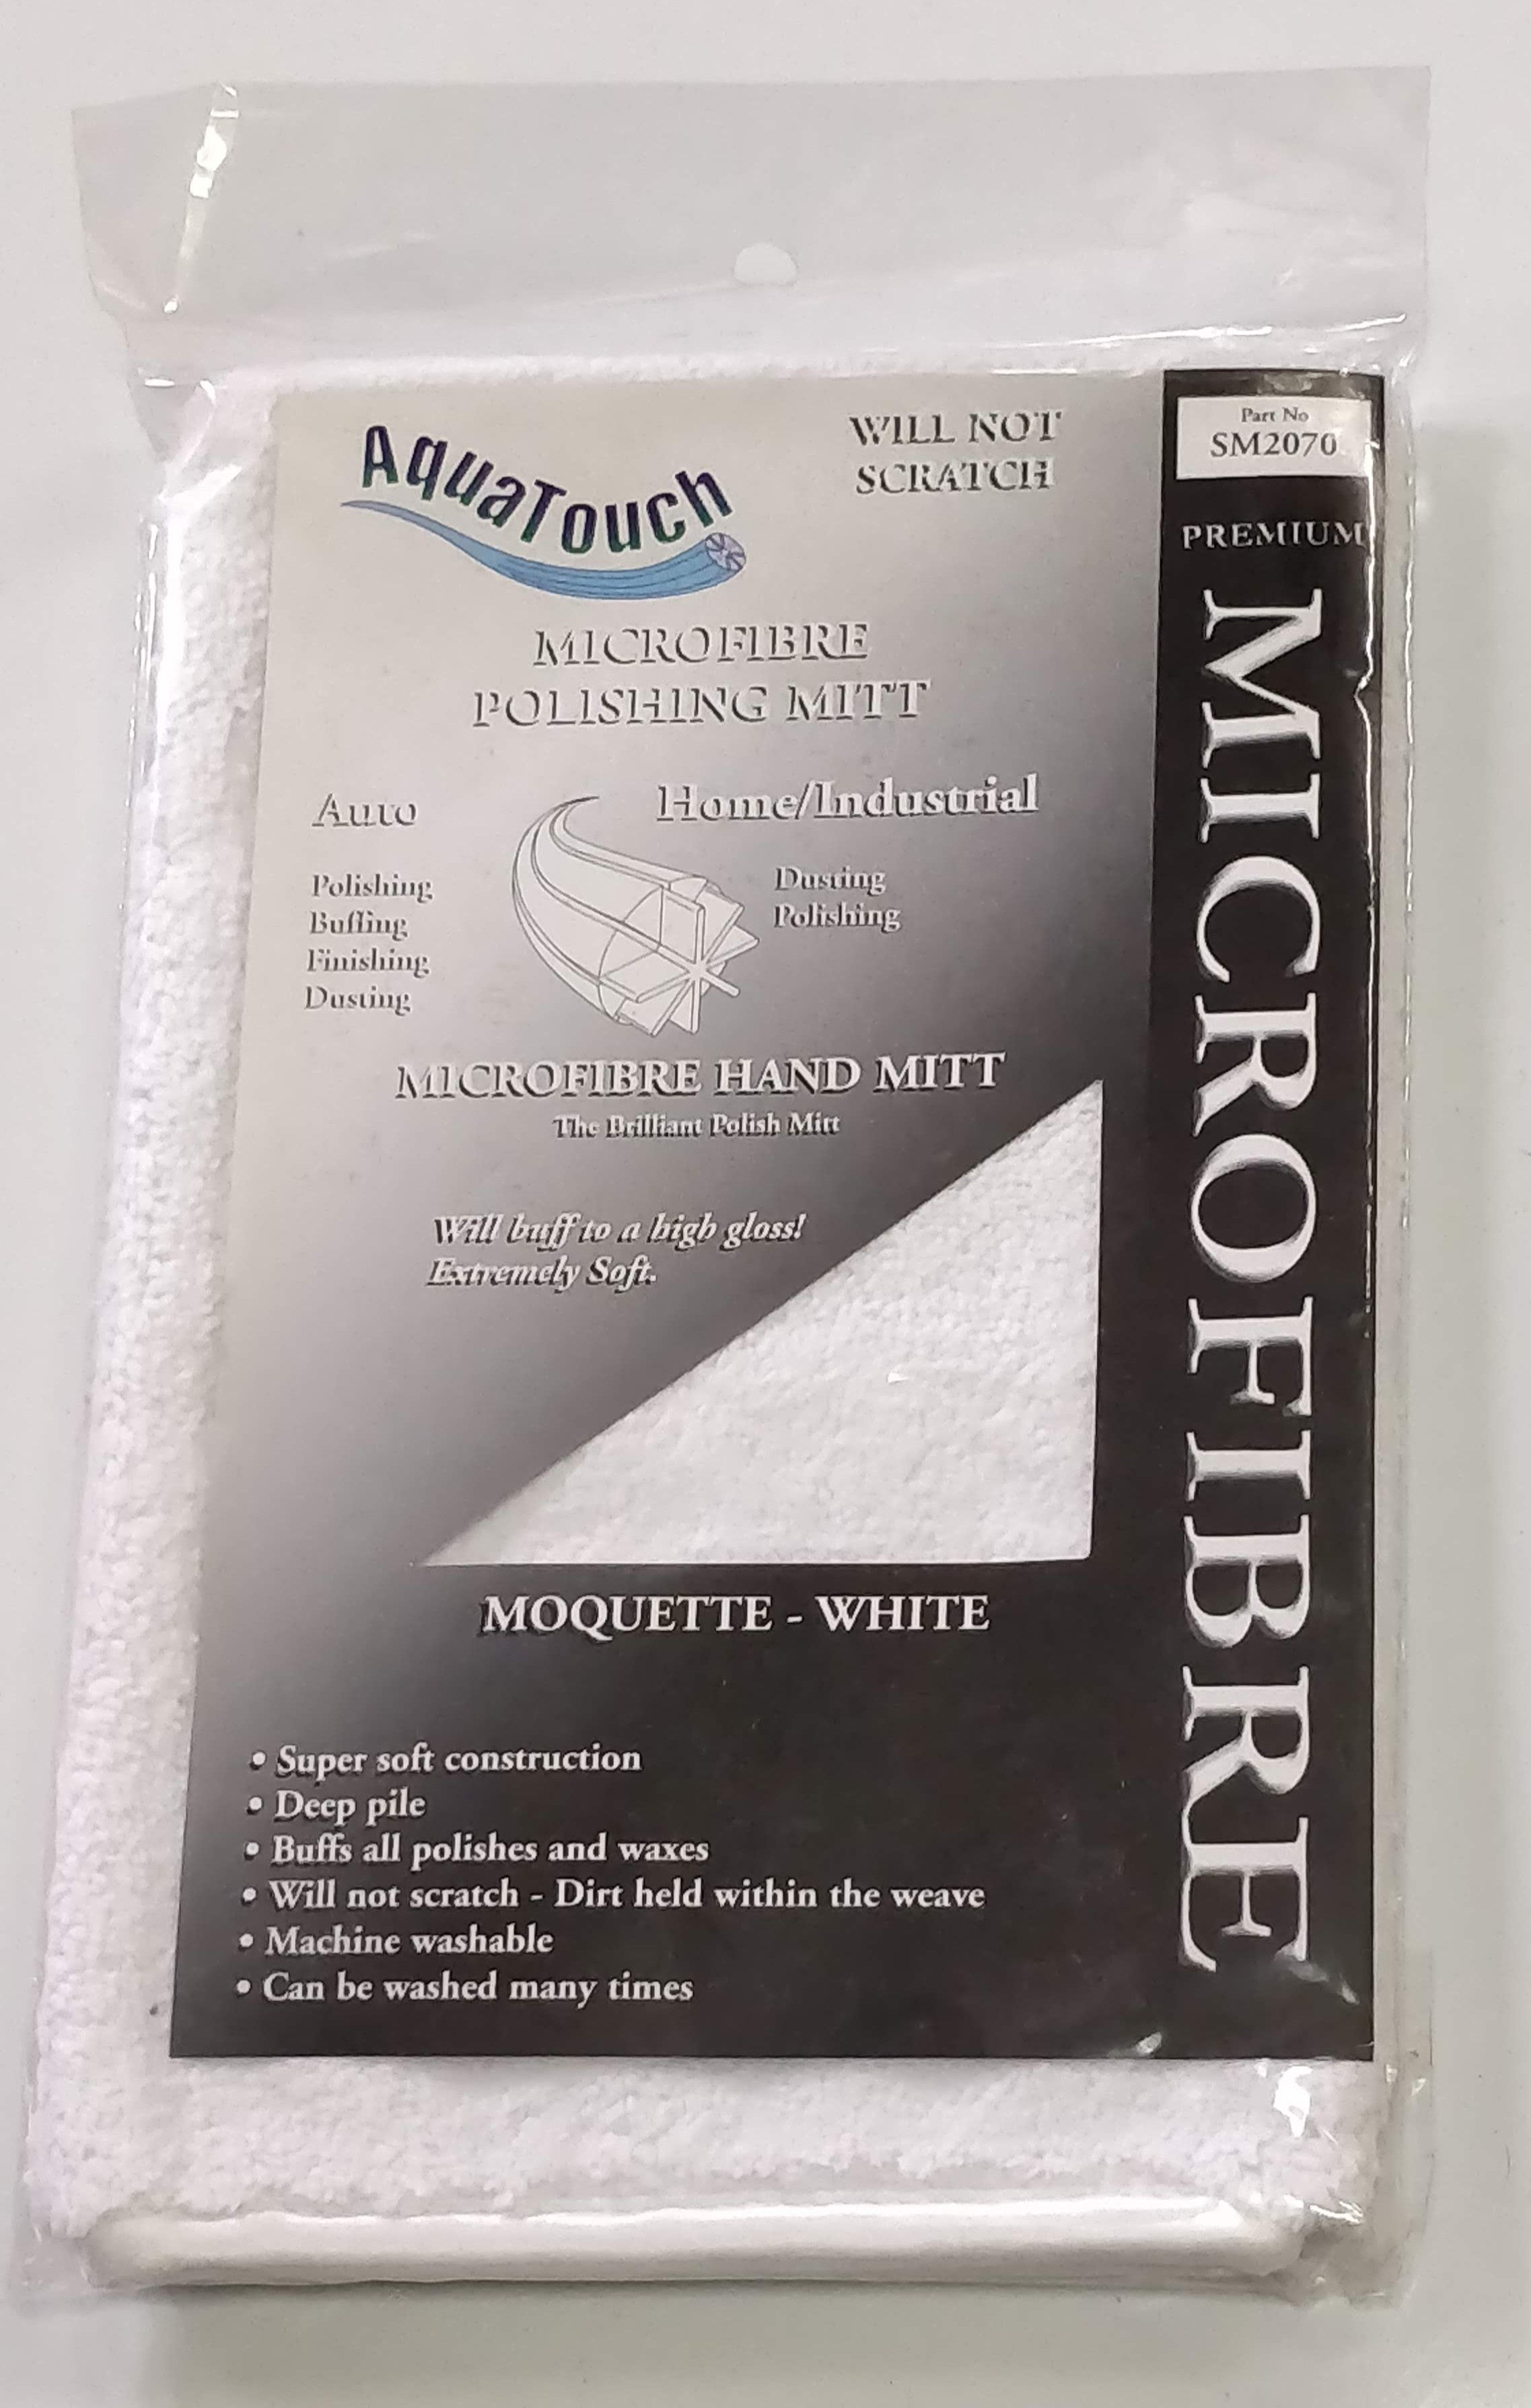 AquaTouch
WILL NOT
SCRATCH
Part No
SM2070
PREMIUM
MICROFIBRE
MICROFIBRE
POLISHING MITT
Auto
Polishing
Buffing
Finishing
Dusting
Home/Industrial
Dusting
Polishing
MICROFIBRE HAND MITT
The Brilliant Polish Mitt
Will buff to a high gloss!
Extremely Soft.
MOQUETTE - WHITE
• Super soft construction
• Deep pile
• Buffs all polishes and waxes
• Will not scratch - Dirt held within the weave
• Machine washable
• Can be washed many times